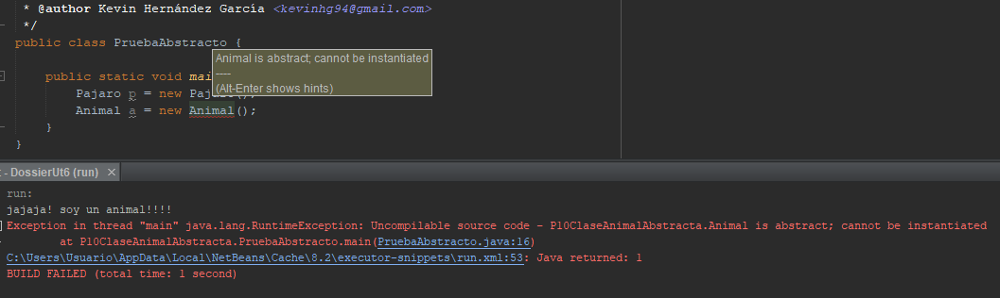 * @author Kevin Hernández García <kevinhg94@gmail.com>
*/
public class PruebaAbstracto {
Animal is abstract; cannot be instantiated
----
(Alt-Enter shows hints)
public static void mai
Pajaro p = new Pajaro();
Animal a = new Animal();
}
}
- DossierUt6 (run) ×
run:
jajaja! soy un animal!!!!
Exception in thread "main" java.lang.RuntimeException: Uncompilable source code - P10ClaseAnimalAbstracta.Animal is abstract; cannot be instantiated
at P10ClaseAnimalAbstracta.PruebaAbstracto.main(PruebaAbstracto.java:16)
C:\Users\Usuario\AppData\Local\NetBeans\Cache\8.2\executor-snippets\run.xml:53: Java returned: 1
BUILD FAILED (total time: 1 second)